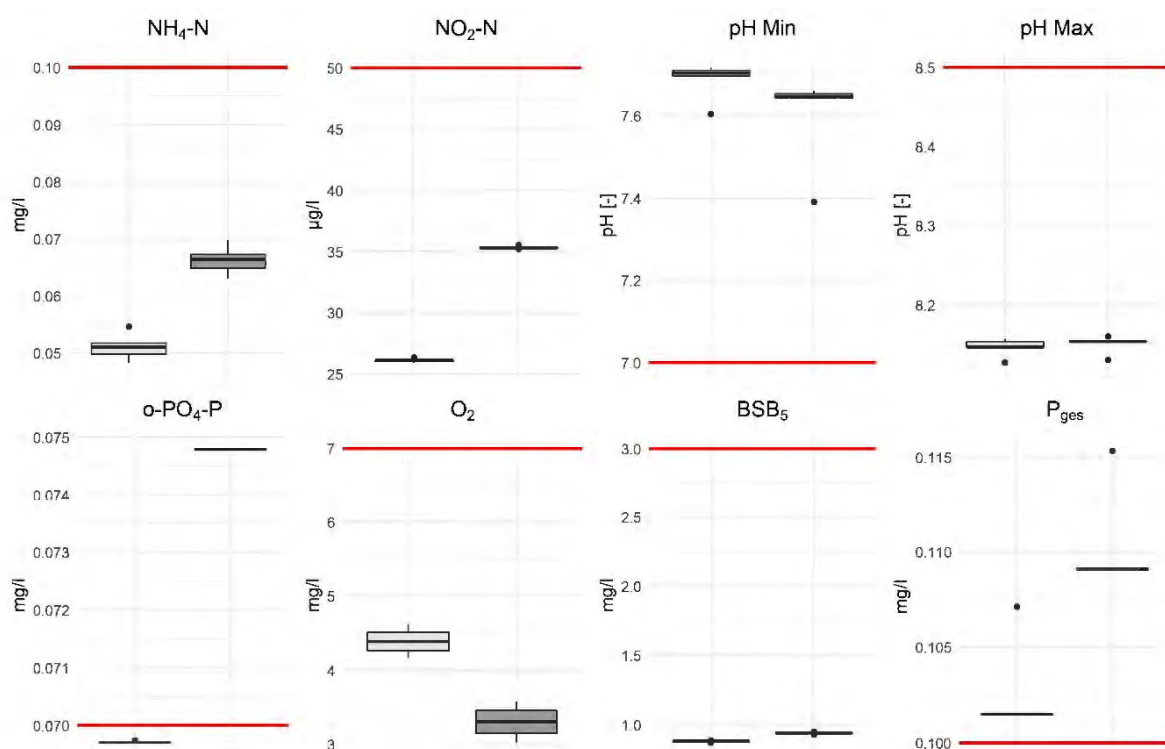 NH₄-N
NO₂-N
pH Min
pH Max
mg/l
0.10
0.09
0.08
0.07
0.06
0.05
µg/l
50
45
40
35
30
25
pH [-]
7.6
7.4
7.2
7.0
pH [-]
8.5
8.4
8.3
8.2
o-PO₄-P
O₂
BSB₅
P_ges
mg/l
0.075
0.074
0.073
0.072
0.071
0.070
mg/l
7
6
5
4
3
mg/l
3.0
2.5
2.0
1.5
1.0
mg/l
0.115
0.110
0.105
0.100